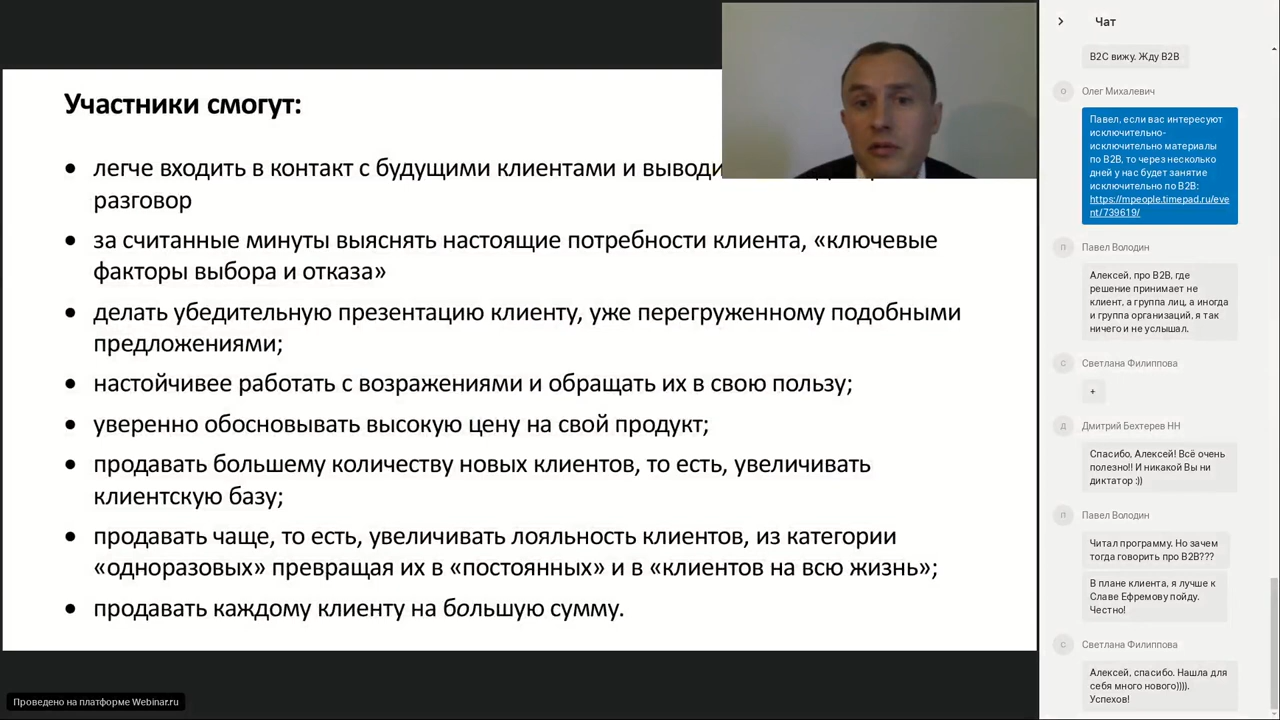 Участники смогут:
• легче входить в контакт с будущими клиентами и
разговор
• за считанные минуты выяснять настоящие потребности клиента, «ключевые
факторы выбора и отказа»
• делать убедительную презентацию клиенту, уже перегруженному подобными
предложениями;
• настойчивее работать с возражениями и обращать их в свою пользу;
• уверенно обосновывать высокую цену на свой продукт;
• продавать большему количеству новых клиентов, то есть, увеличивать
клиентскую базу;
• продавать чаще, то есть, увеличивать лояльность клиентов, из категории
«одноразовых» превращая их в «постоянных» и в «клиентов на всю жизнь»;
• продавать каждому клиенту на большую сумму.
Проведено на платформе Webinar.ru
Чат
B2C вижу. Жду B2B
О
Олег Михалевич
Павел, если вас интересуют
исключительно-
исключительно материалы
по B2B, то через несколько
дней у нас будет занятие
исключительно по B2B:
https://mpeople.timepad.ru/eve
nt/739619/
П
Павел Володин
Алексей, про B2B, где
решение принимает не
клиент, а группа лиц, а иногда
и группа организаций, я так
ничего и не услышал.
С
Светлана Филиппова
+
Д
Дмитрий Бехтерев НН
Спасибо, Алексей! Всё очень
полезно!! И никакой Вы ни
диктатор :))
П
Павел Володин
Читал программу. Но зачем
тогда говорить про B2B???
В плане клиента, я лучше к
Славе Ефремову пойду.
Честно!
С
Светлана Филиппова
Алексей, спасибо. Нашла для
себя много нового)))).
Успехов!